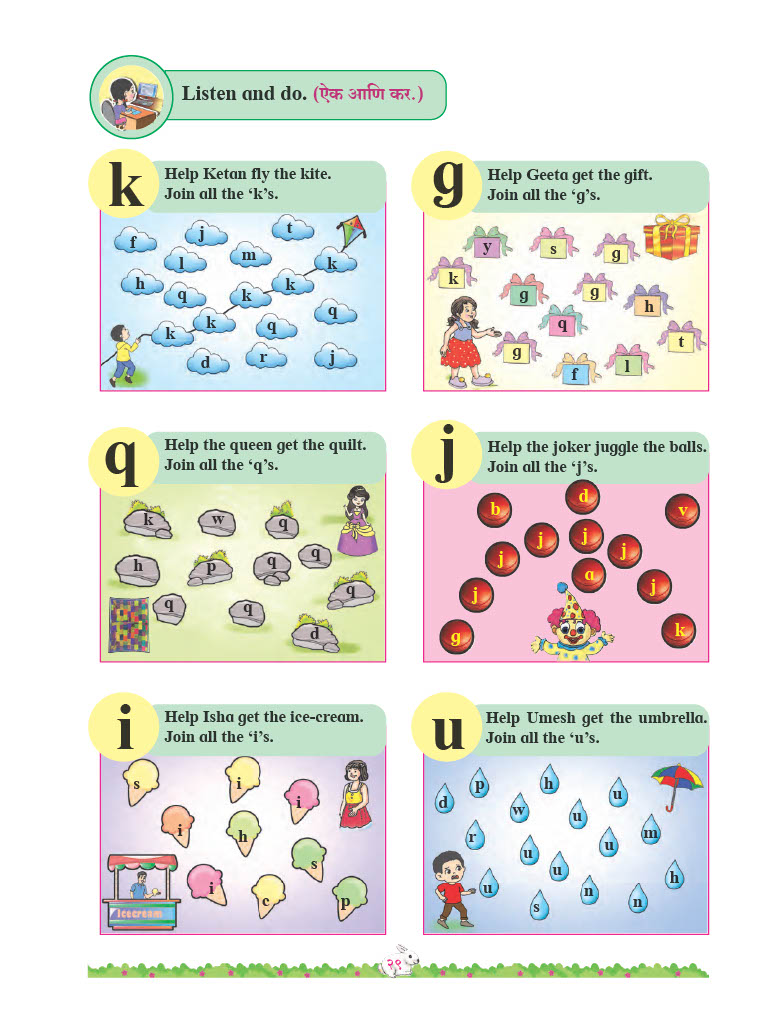 Listen and do. (ऐक आणि कर.)
k
Help Ketan fly the kite.
Join all the ‘k’s.
f j t
l m k
h q k k
k k q q
d r j
g
Help Geeta get the gift.
Join all the ‘g’s.
y s g
k g g h
q
g f l t
q
Help the queen get the quilt.
Join all the ‘q’s.
k w q
h p q q
q q q
d
j
Help the joker juggle the balls.
Join all the ‘j’s.
b d v
j j j j
j a j
g k
i
Help Isha get the ice-cream.
Join all the ‘i’s.
s i i
i h
s
i c p
Icecream
u
Help Umesh get the umbrella.
Join all the ‘u’s.
d p h u
w u
r u u m
u u n h
s n
२१